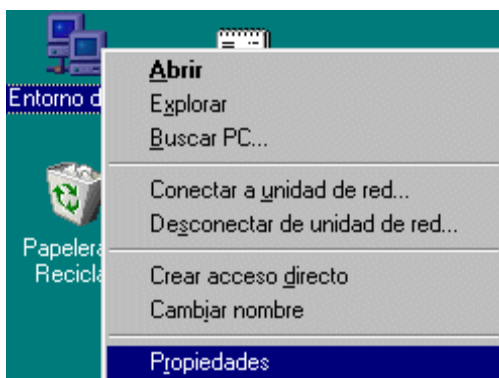 Entorno d
Papelera
Recicla
Abrir
Explorar
Buscar PC...
Conectar a unidad de red...
Desconectar de unidad de red...
Crear acceso directo
Cambiar nombre
Propiedades